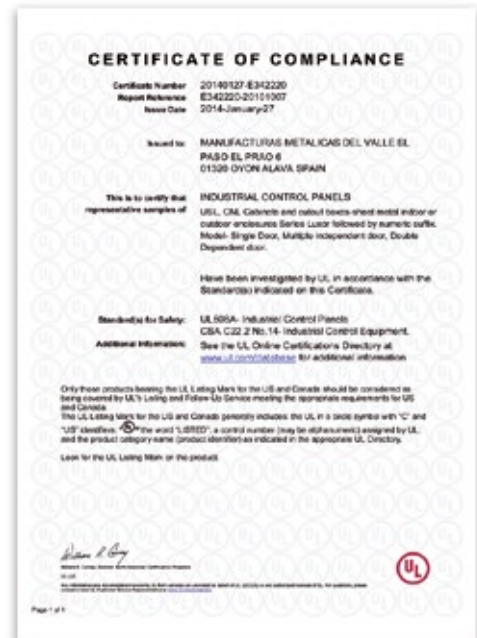 CERTIFICATE OF COMPLIANCE
Certificate Number 20140127-E342220
Report Reference E342220-20101007
Issue Date 2014-January-27
Issued to: MANUFACTURAS METALICAS DEL VALLE SL
PASO EL PRAO 6
01320 OYON ALAVA SPAIN
This is to certify that representative samples of
INDUSTRIAL CONTROL PANELS
USL, CNL Cabinets and cutout boxes-sheet metal indoor or
outdoor enclosures Series Luxor followed by numeric suffix.
Model- Single Door, Multiple independent door, Double
Dependent door.
Have been investigated by UL in accordance with the
Standard(s) indicated on this Certificate.
Standard(s) for Safety: UL508A- Industrial Control Panels
CSA C22.2 No.14- Industrial Control Equipment.
Additional Information: See the UL Online Certifications Directory at
www.ul.com/database for additional information
Only those products bearing the UL Listing Mark for the US and Canada should be considered as
being covered by UL's Listing and Follow-Up Service meeting the appropriate requirements for US
and Canada.
The UL Listing Mark for the US and Canada generally includes: the UL in a circle symbol with "C" and
"US" identifiers: the word "LISTED"; a control number (may be alphanumeric) assigned by UL;
and the product category name (product identifier) as indicated in the appropriate UL Directory.
Look for the UL Listing Mark on the product.
UL
Page 1 of 1